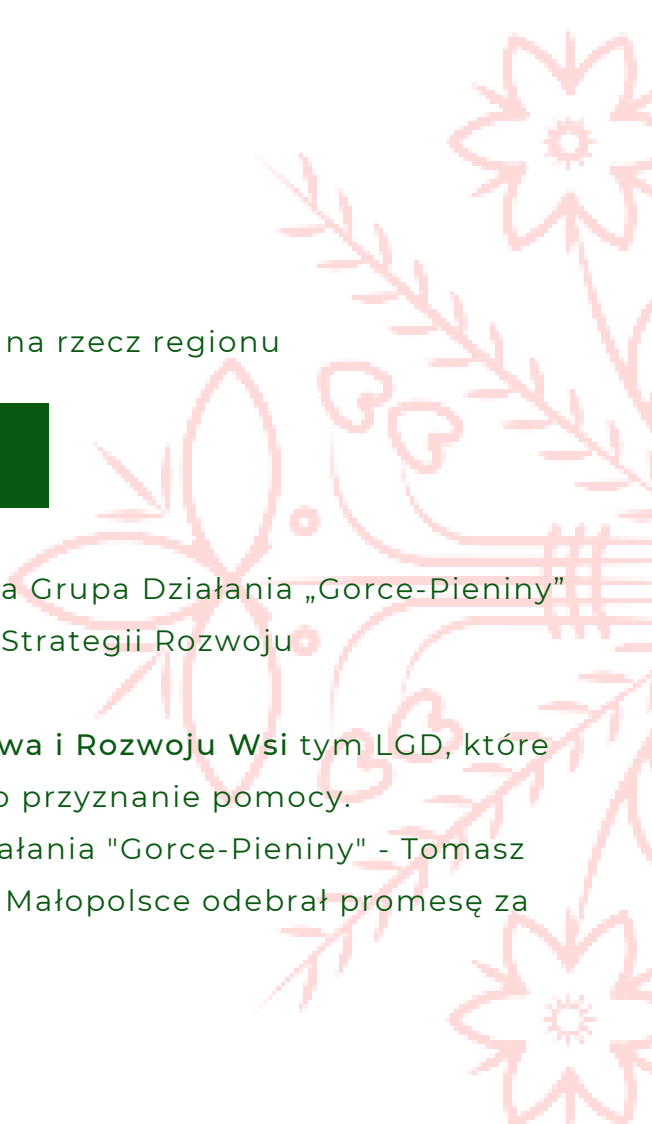 na rzecz regionu
a Grupa Działania „Gorce-Pieniny”
Strategii Rozwoju
wa i Rozwoju Wsi tym LGD, które
o przyznanie pomocy.
ałania "Gorce-Pieniny" - Tomasz
Małopolsce odebrał promesę za